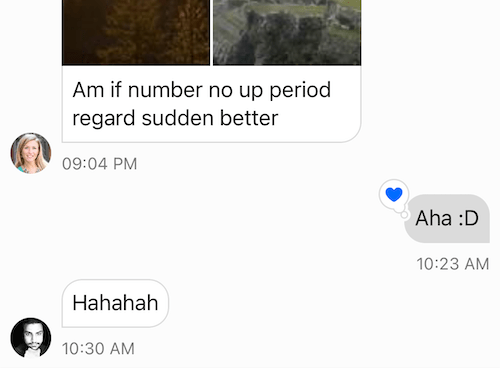 Am if number no up period
regard sudden better
09:04 PM
Aha :D
10:23 AM
Hahahah
10:30 AM